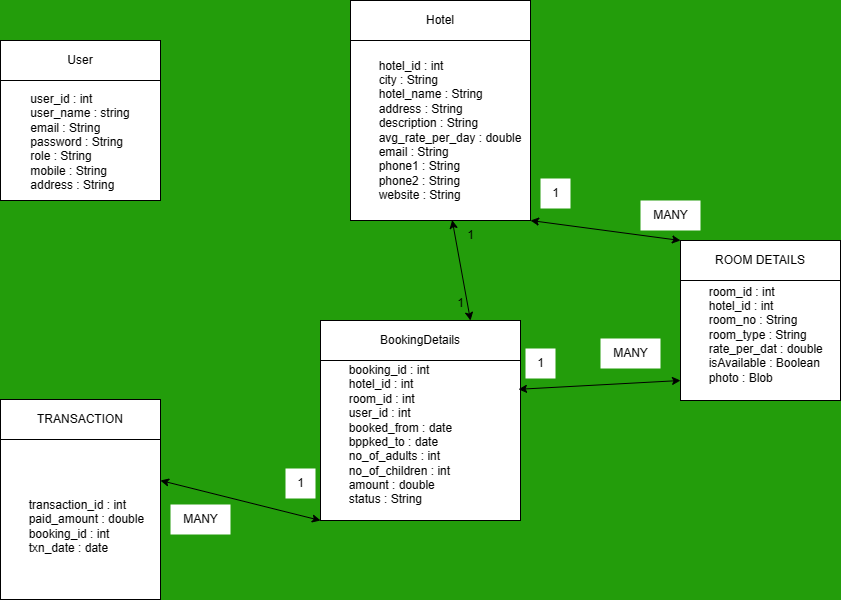 Hotel
hotel_id : int
city : String
hotel_name : String
address : String
description : String
avg_rate_per_day : double
email : String
phone1 : String
phone2 : String
website : String
User
user_id : int
user_name : string
email : String
password : String
role : String
mobile : String
address : String
1
MANY
1
1
ROOM DETAILS
room_id : int
hotel_id : int
room_no : String
room_type : String
rate_per_dat : double
isAvailable : Boolean
photo : Blob
BookingDetails
booking_id : int
hotel_id : int
room_id : int
user_id : int
booked_from : date
bppked_to : date
no_of_adults : int
no_of_children : int
amount : double
status : String
1
MANY
TRANSACTION
transaction_id : int
paid_amount : double
booking_id : int
txn_date : date
1
MANY